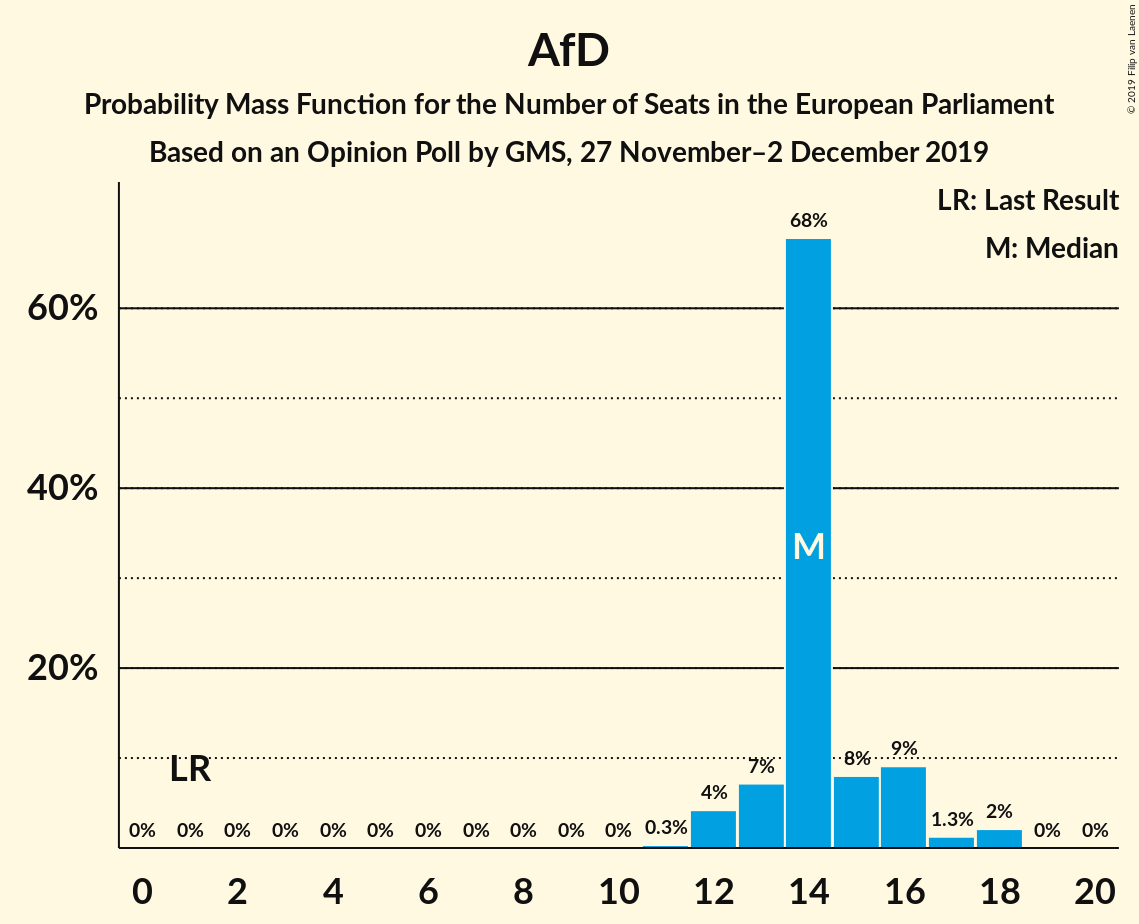 AfD
Probability Mass Function for the Number of Seats in the European Parliament
Based on an Opinion Poll by GMS, 27 November–2 December 2019
© 2019 Filip van Laenen
LR: Last Result
M: Median
68%
60%
40%
M
20%
LR
0% 0% 0% 0% 0% 0% 0% 0% 0% 0% 0% 0.3% 4% 7% 8% 9% 1.3% 2% 0% 0%
0 2 4 6 8 10 12 14 16 18 20